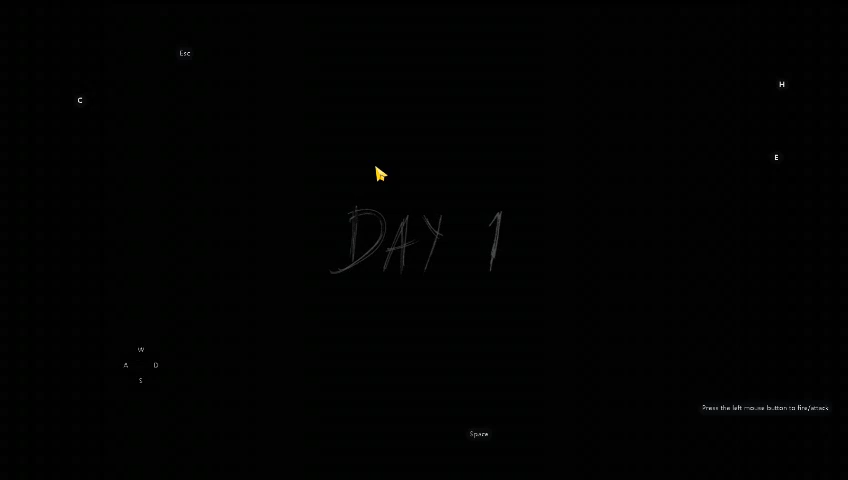 Esc
H
C
E
DAY 1
W
A D
S
Press the left mouse button to fire/attack
Space